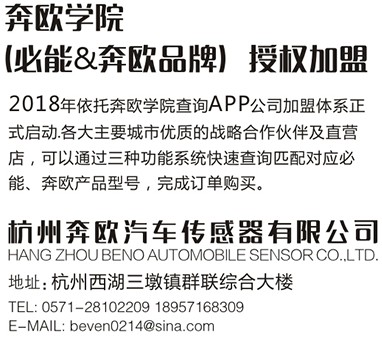 奔欧学院
(必能&奔欧品牌) 授权加盟
2018年依托奔欧学院查询APP公司加盟体系正
式启动.各大主要城市优质的战略合作伙伴及直营
店，可以通过三种功能系统快速查询匹配对应必
能、奔欧产品型号，完成订单购买。
杭州奔欧汽车传感器有限公司
HANG ZHOU BENO AUTOMOBILE SENSOR CO.,LTD.
地址: 杭州西湖三墩镇群联综合大楼
TEL: 0571-28102209 18957168309
E-MAIL: beven0214@sina.com